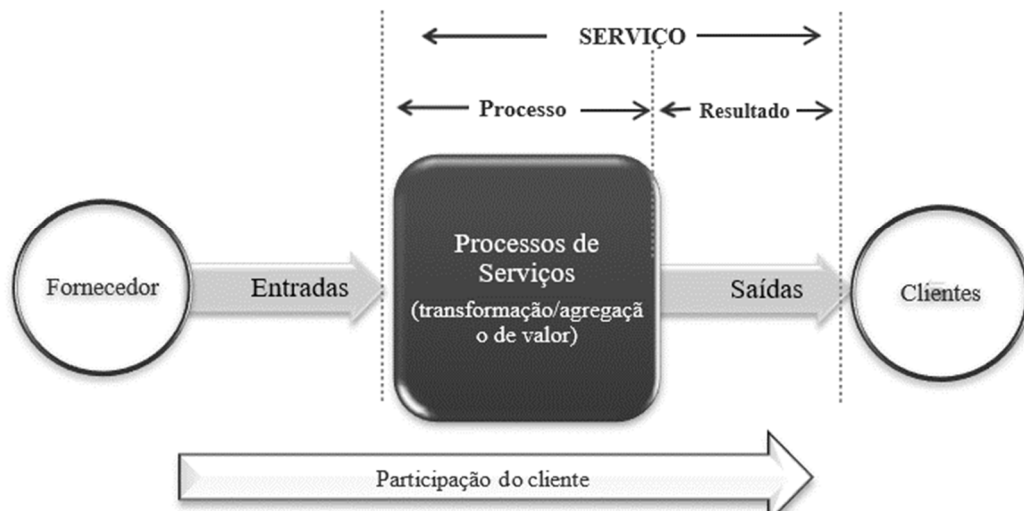 SERVIÇO
Processo
Resultado
Fornecedor
Entradas
Processos de
Serviços
(transformação/agregaçã
o de valor)
Saídas
Clientes
Participação do cliente